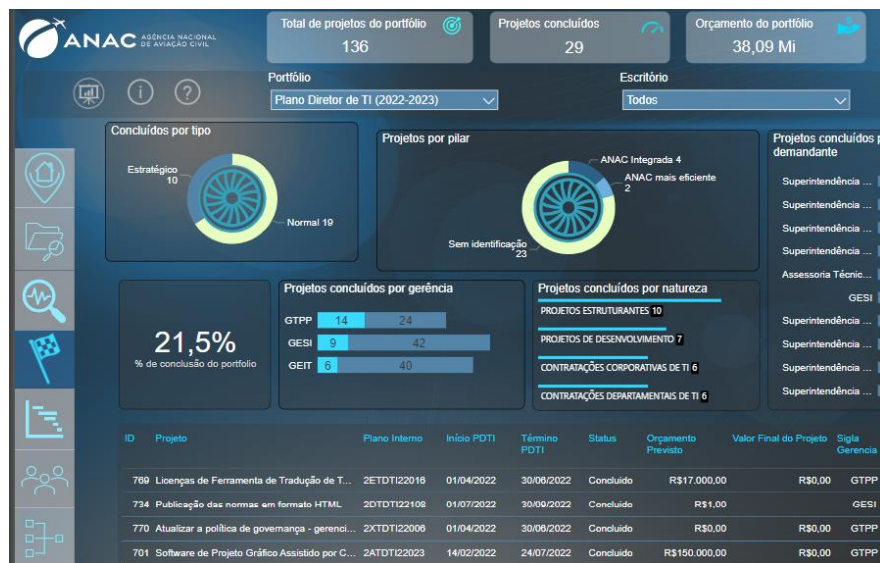 ANAC AGÊNCIA NACIONAL
DE AVIAÇÃO CIVIL
Total de projetos do portfólio
136
Projetos concluídos
29
Orçamento do portfólio
38,09 Mi
Portfólio
Plano Diretor de TI (2022-2023)
Escritório
Todos
Concluídos por tipo
Estratégico
10
Normal 19
Projetos por pilar
ANAC Integrada 4
ANAC mais eficiente
2
Sem identificação
23
Projetos concluídos
demandante
Superintendência ...
Superintendência ...
Superintendência ...
Superintendência ...
Assessoria Técnic...
GESI
Superintendência ...
Superintendência ...
Superintendência ...
Superintendência ...
21,5%
% de conclusão do portfolio
Projetos concluídos por gerência
GTPP 14 24
GESI 9 42
GEIT 6 40
Projetos concluídos por natureza
PROJETOS ESTRUTURANTES 10
PROJETOS DE DESENVOLVIMENTO 7
CONTRATAÇÕES CORPORATIVAS DE TI 6
CONTRATAÇÕES DEPARTAMENTAIS DE TI 6
ID Projeto Plano Interno Início PDTI Término PDTI Status Orçamento Previsto Valor Final do Projeto Sigla Gerencia
769 Licenças de Ferramenta de Tradução de T... 2ETDTI22016 01/04/2022 30/06/2022 Concluido R$17.000,00 R$0,00 GTPP
734 Publicação das normas em formato HTML 2DTDTI22108 01/07/2022 30/09/2022 Concluido R$1,00 GESI
770 Atualizar a política de governança - gerenci... 2XTDTI22006 01/04/2022 30/06/2022 Concluido R$0,00 R$0,00 GTPP
701 Software de Projeto Gráfico Assistido por C... 2ATDTI22023 14/02/2022 24/07/2022 Concluido R$150.000,00 R$0,00 GTPP